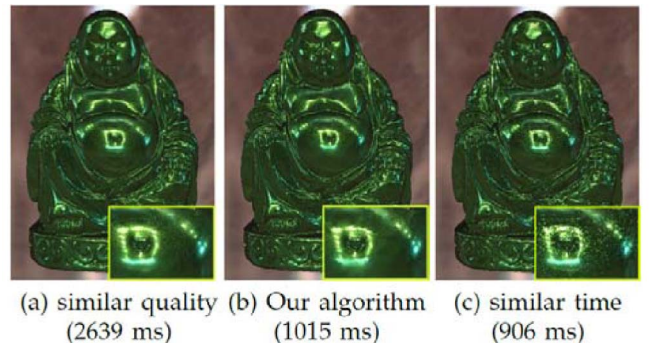 (a) similar quality (b) Our algorithm (c) similar time
(2639 ms) (1015 ms) (906 ms)